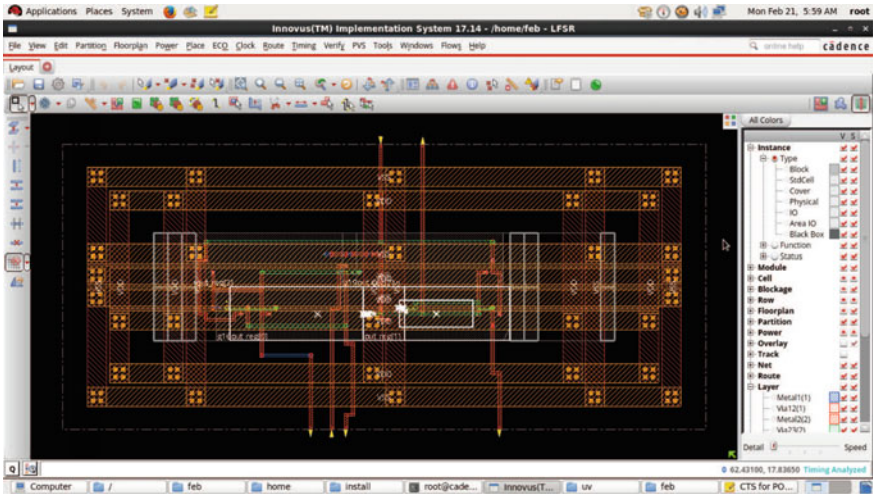 Applications Places System Mon Feb 21, 5:59 AM root
Innovus(TM) Implementation System 17.14 - /home/feb - LFSR
File View Edit Partition Floorplan Power Place ECO Clock Route Timing Verify PVS Tools Windows Flows Help
online help cādence
Layout
All Colors
V S
Instance
Type
Block
StdCell
Cover
Physical
IO
Area IO
Black Box
Function
Status
Module
Cell
Blockage
Row
Floorplan
Partition
Power
Overlay
Track
Net
Route
Layer
Metal1(1)
Via12(1)
Metal2(2)
Via23(2)
Detail Speed
Q 62.43100, 17.83650 Timing Analyzed
Computer / feb home install root@cade... Innovus(T... uv feb CTS for PO...